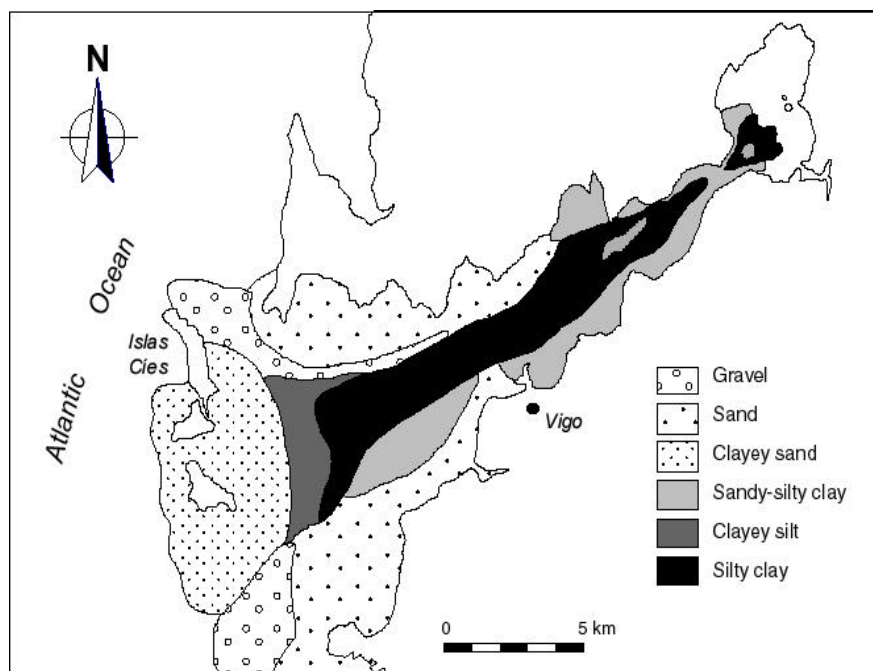 N
Atlantic Ocean
Islas
Cíes
Vigo
Gravel
Sand
Clayey sand
Sandy-silty clay
Clayey silt
Silty clay
0 5 km